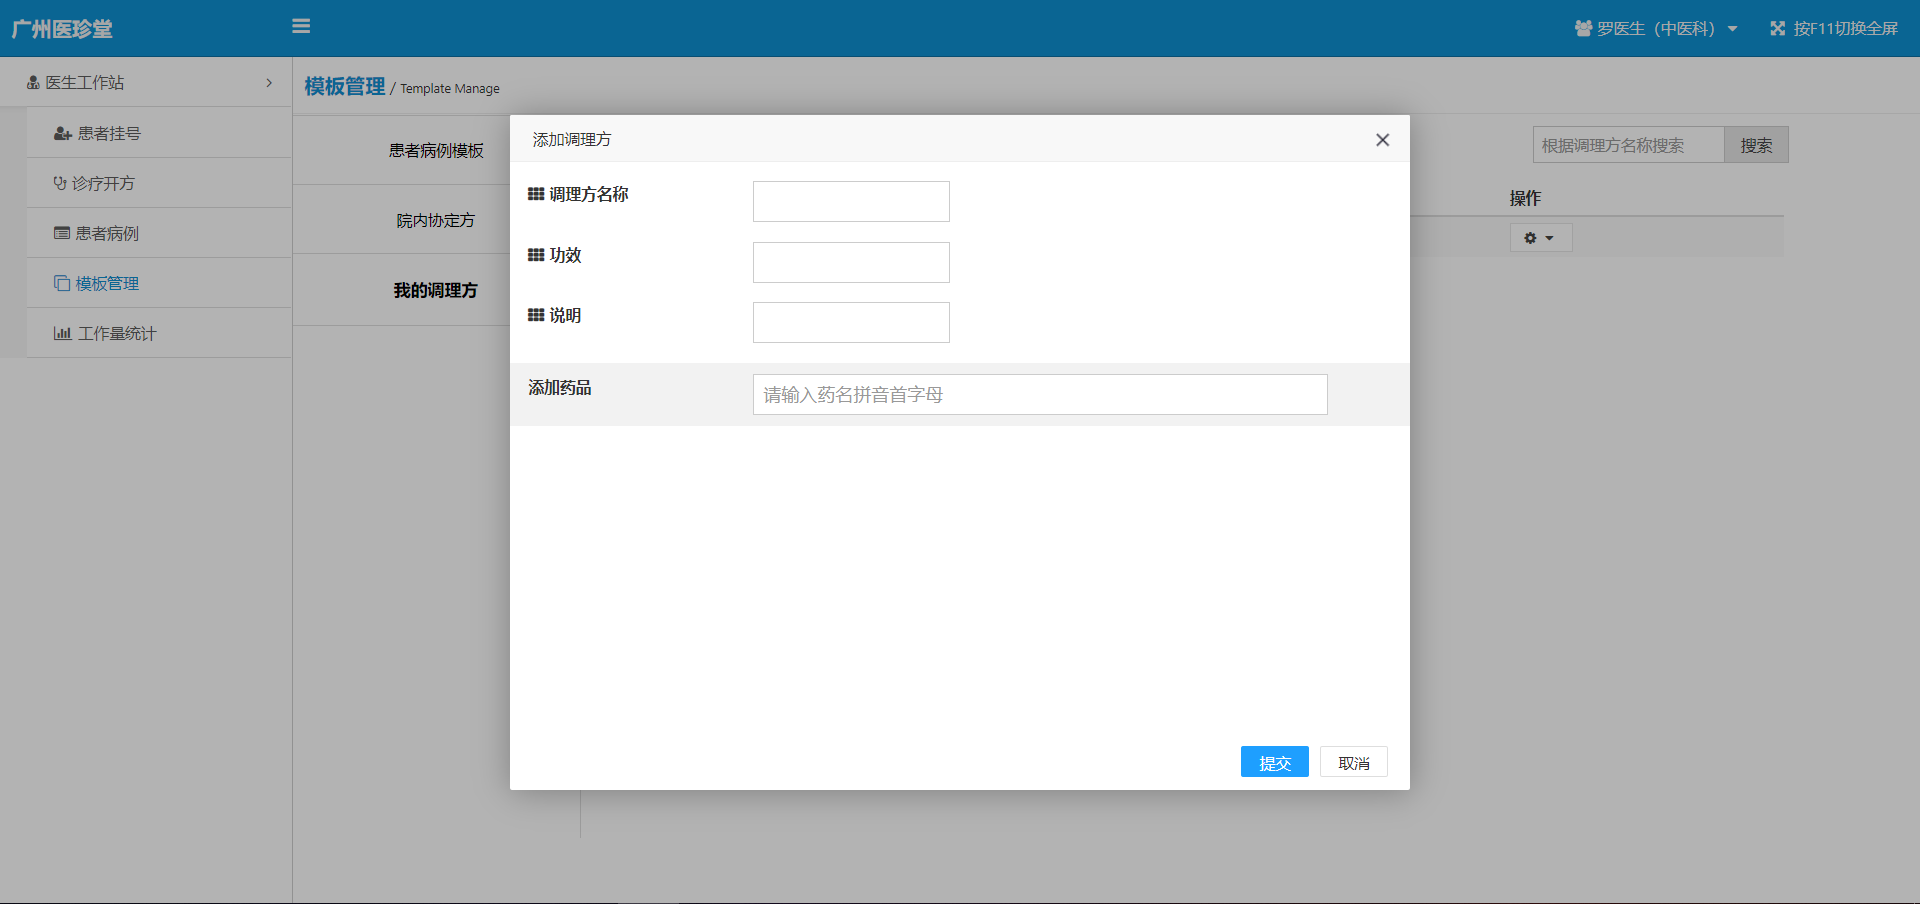 广州医珍堂
罗医生（中医科）
按F11切换全屏
医生工作站
患者挂号
诊疗开方
患者病例
模板管理
工作量统计
模板管理 / Template Manage
患者病例模板
院内协定方
我的调理方
根据调理方名称搜索
搜索
操作
添加调理方
调理方名称
功效
说明
添加药品
请输入药名拼音首字母
提交
取消